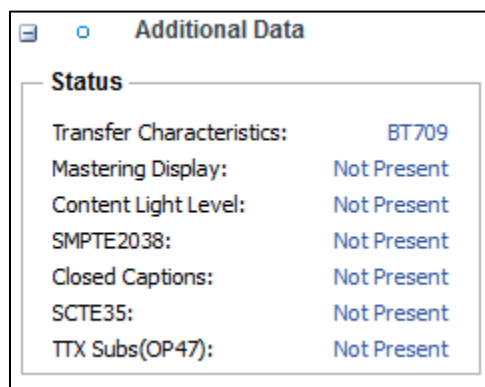 Additional Data
Status
Transfer Characteristics: BT709
Mastering Display: Not Present
Content Light Level: Not Present
SMPTE2038: Not Present
Closed Captions: Not Present
SCTE35: Not Present
TTX Subs(OP47): Not Present